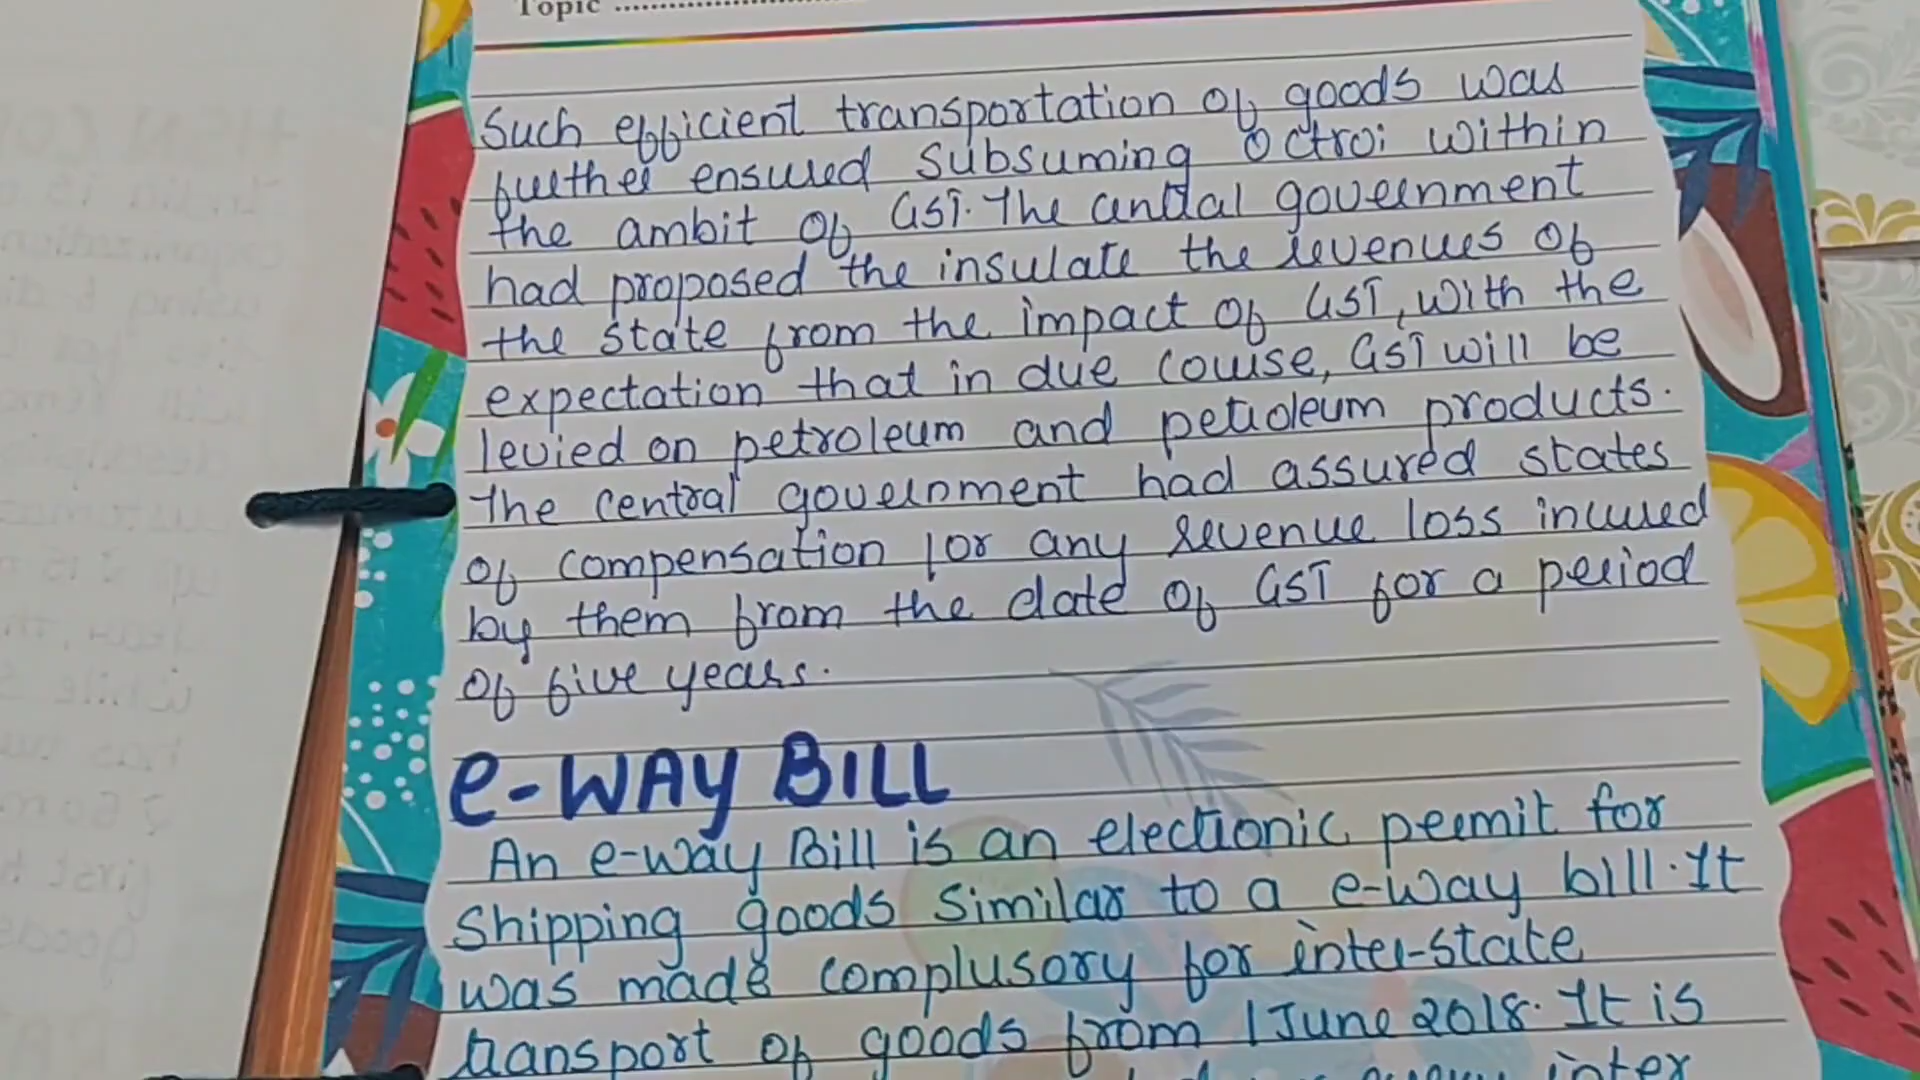 Topic ........................
Such efficient transportation of goods was
further ensured subsuming Octroi within
the ambit of GST. The cental government
had proposed the insulate the revenues of
the state from the impact of GST, with the
expectation that in due course, GST will be
levied on petroleum and petroleum products.
The central government had assured states
of compensation for any revenue loss incured
by them from the date of GST for a period
of five years.
e-WAY BILL
An e-way Bill is an electronic permit for
shipping goods similar to a e-way bill. It
was made complusory for inter-state
transport of goods from 1 June 2018. It is
every inter